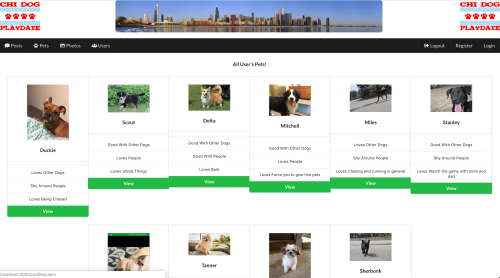 CHI DOG
PLAYDATE
CHI DOG
PLAYDATE
Posts Pets Photos Users Logout Register Login
All User's Pets!
Duckie
Loves Other Dogs
Shy Around People
Loves Being Chased
View
Scout
Good With Other Dogs
Loves People
Loves Shred Things
View
Delta
Good With Other Dogs
Good With People
Loves Bark
View
Mitchell
Good With Other Dogs
Loves People
Loves Force you to give him pets
View
Miles
Loves Other Dogs
Shy Around People
Loves Chasing and running in general
View
Stanley
Good With Other Dogs
Shy Around People
Loves Watch the game with mom and
dad
View
Tanner
Sherbonk
localhost:3000/profile/users